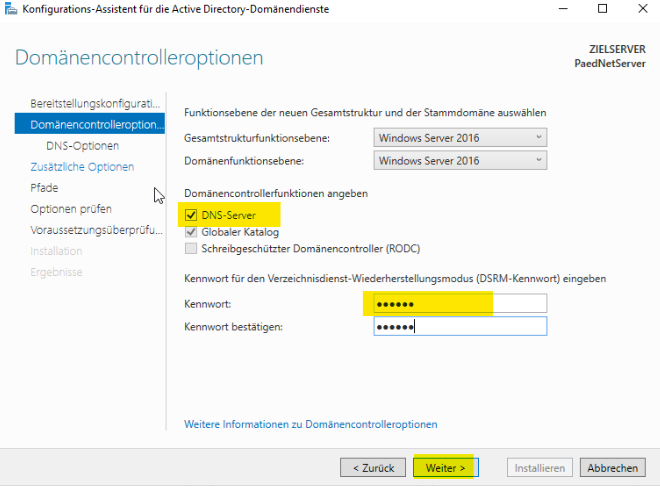 Konfigurations-Assistent für die Active Directory-Domänendienste
Domänencontrolleroptionen
ZIELSERVER
PaedNetServer
Bereitstellungskonfigurati...
Domänencontrolleroption...
DNS-Optionen
Zusätzliche Optionen
Pfade
Optionen prüfen
Voraussetzungsüberprüfu...
Installation
Ergebnisse
Funktionsebene der neuen Gesamtstruktur und der Stammdomäne auswählen
Gesamtstrukturfunktionsebene: Windows Server 2016
Domänenfunktionsebene: Windows Server 2016
Domänencontrollerfunktionen angeben
DNS-Server
Globaler Katalog
Schreibgeschützter Domänencontroller (RODC)
Kennwort für den Verzeichnisdienst-Wiederherstellungsmodus (DSRM-Kennwort) eingeben
Kennwort: ●●●●●●
Kennwort bestätigen: ●●●●●●
Weitere Informationen zu Domänencontrolleroptionen
< Zurück Weiter > Installieren Abbrechen